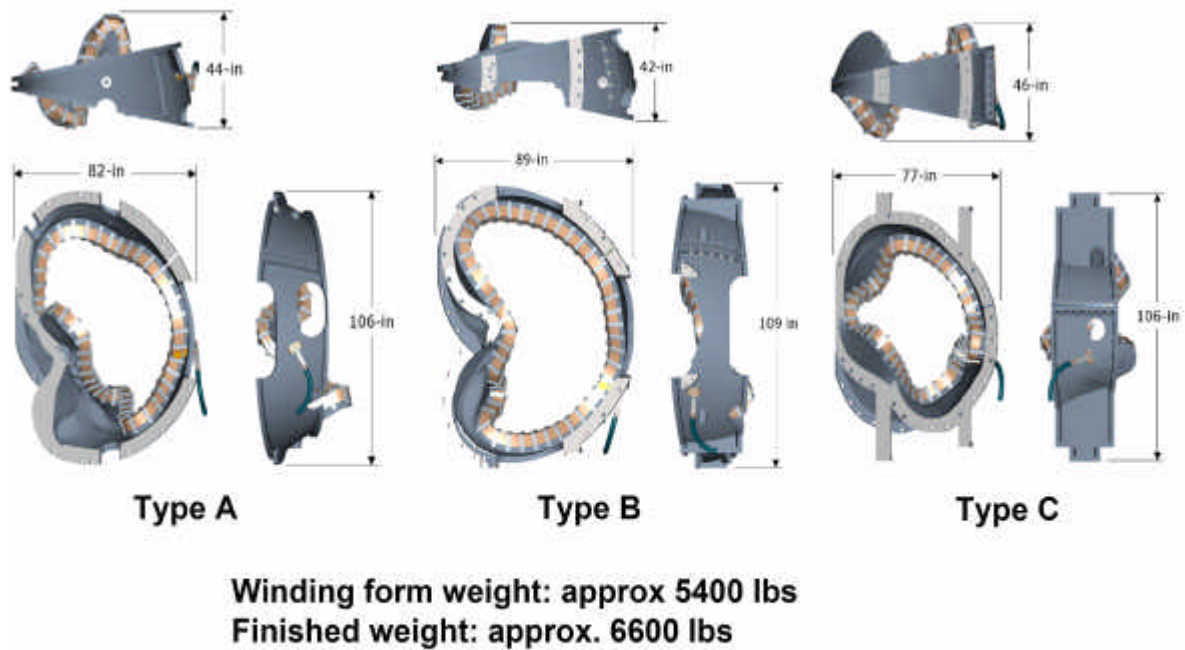 44-in
42-in
46-in
82-in
89-in
77-in
106-in
109 in
106-in
Type A
Type B
Type C
Winding form weight: approx 5400 lbs
Finished weight: approx. 6600 lbs